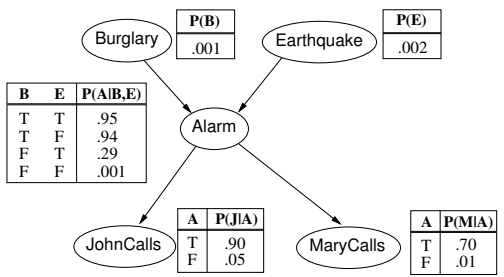 Burglary
P(B)
.001
Earthquake
P(E)
.002
B E P(A|B,E)
T T .95
T F .94
F T .29
F F .001
Alarm
JohnCalls
A P(J|A)
T .90
F .05
MaryCalls
A P(M|A)
T .70
F .01